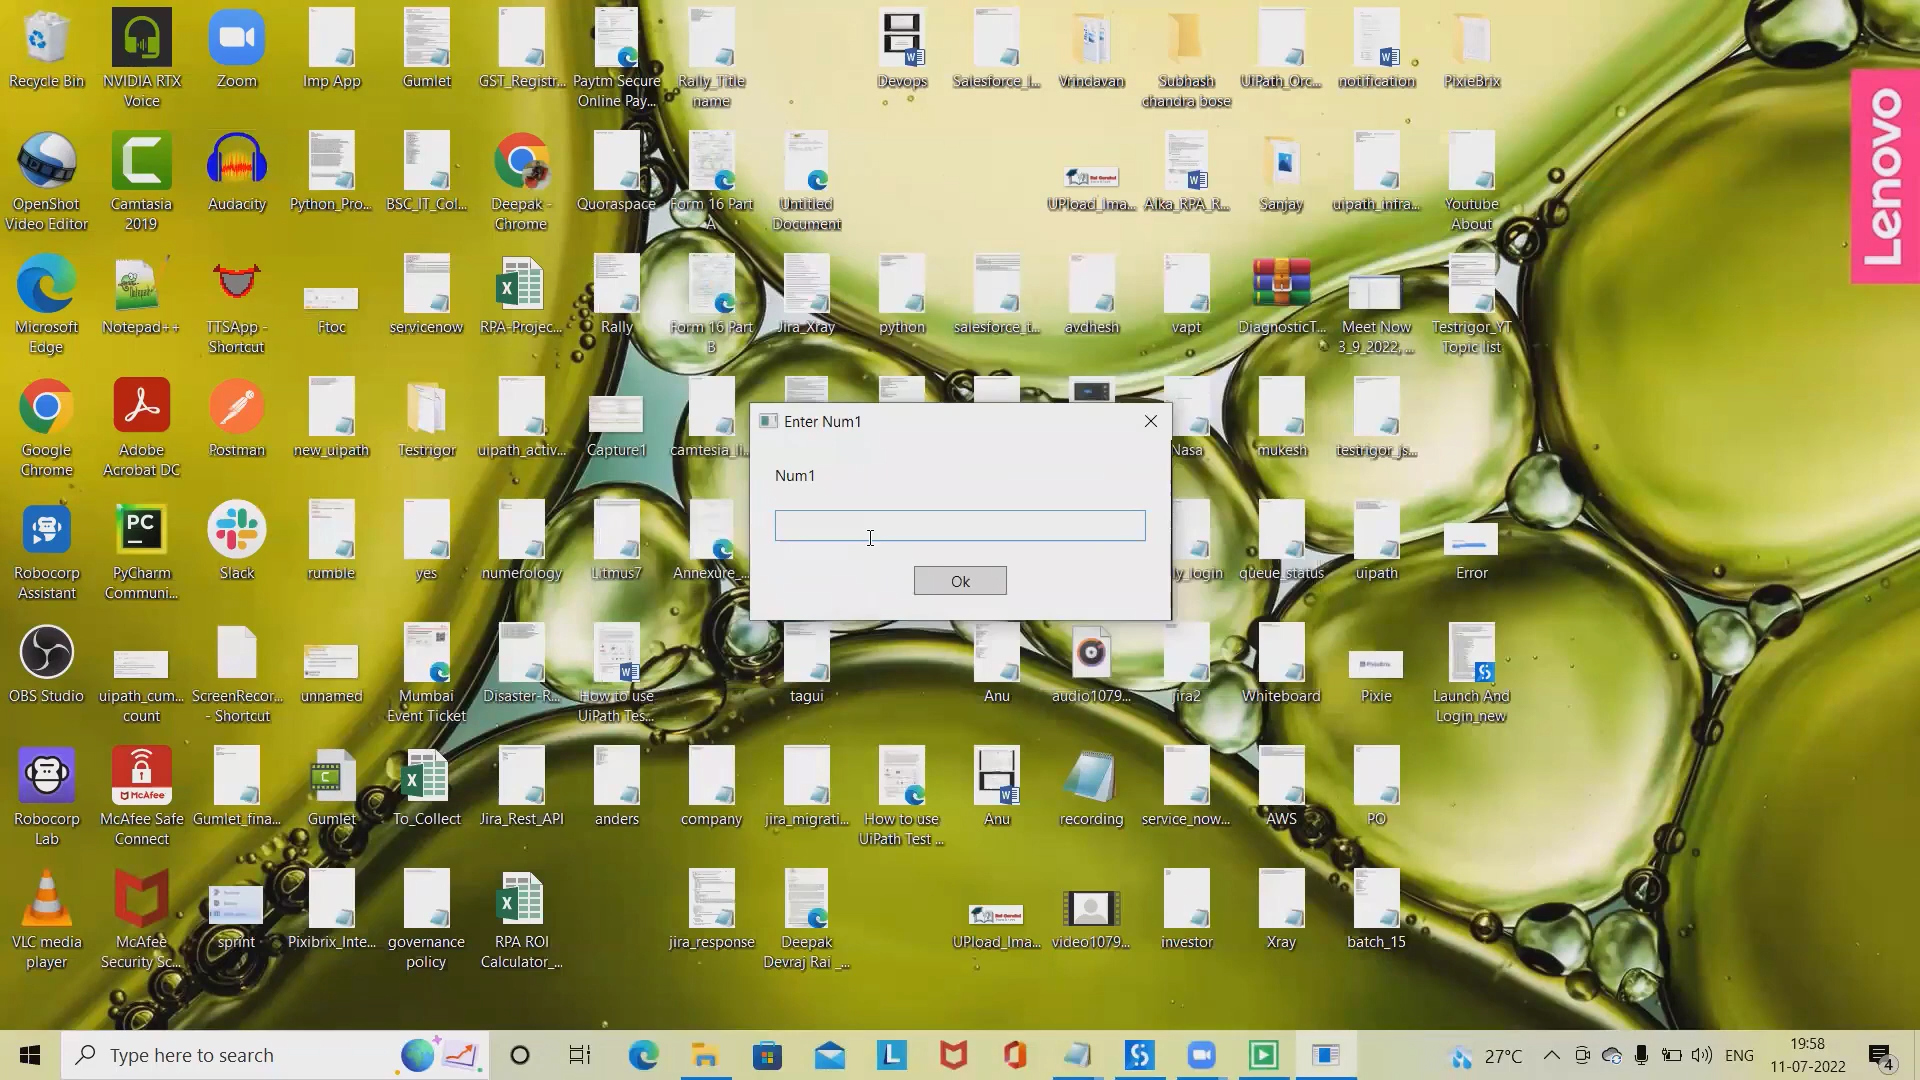 Recycle Bin
NVIDIA RTX
Voice
Zoom
Imp App
Gumlet
GST_Registr...
Paytm Secure
Online Pay...
Rally_Title
name
Devops
Salesforce_I...
Vrindavan
Subhash
chandra bose
UiPath_Orc...
notification
PixieBrix
Lenovo
OpenShot
Video Editor
Camtasia
2019
Audacity
Python_Pro...
BSC_IT_Col...
Deepak -
Chrome
Quoraspace
Form 16 Part
A
Untitled
Document
UPload_Ima...
Alka_RPA_R...
Sanjay
uipath_infra...
Youtube
About
Microsoft
Edge
Notepad++
TTSApp -
Shortcut
Ftoc
servicenow
RPA-Projec...
Rally
Form 16 Part
B
Jira_Xray
python
salesforce_t...
avdhesh
vapt
DiagnosticT...
Meet Now
3_9_2022, ...
Testrigor_YT
Topic list
Google
Chrome
Adobe
Acrobat DC
Postman
new_uipath
Testrigor
uipath_activ...
Capture1
camtesia_li...
Nasa
mukesh
testrigor_js...
Enter Num1
Num1
Ok
Robocorp
Assistant
PyCharm
Communi...
Slack
rumble
yes
numerology
Litmus7
Annexure_...
ly_login
queue_status
uipath
Error
OBS Studio
uipath_cum...
count
ScreenRecor...
- Shortcut
unnamed
Mumbai
Event Ticket
Disaster-R...
How to use
UiPath Tes...
tagui
Anu
audio1079...
jira2
Whiteboard
Pixie
Launch And
Login_new
Robocorp
Lab
McAfee Safe
Connect
Gumlet_fina...
Gumlet
To_Collect
Jira_Rest_API
anders
company
jira_migrati...
How to use
UiPath Test ...
Anu
recording
service_now...
AWS
PO
VLC media
player
McAfee
Security Sc...
sprint
Pixibrix_Inte...
governance
policy
RPA ROI
Calculator_...
jira_response
Deepak
Devraj Rai _...
UPload_Ima...
video1079...
investor
Xray
batch_15
Type here to search
27°C
ENG
19:58
11-07-2022
4